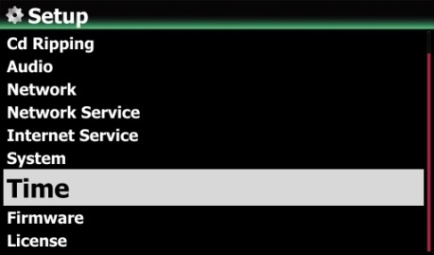 Setup
Cd Ripping
Audio
Network
Network Service
Internet Service
System
Time
Firmware
License